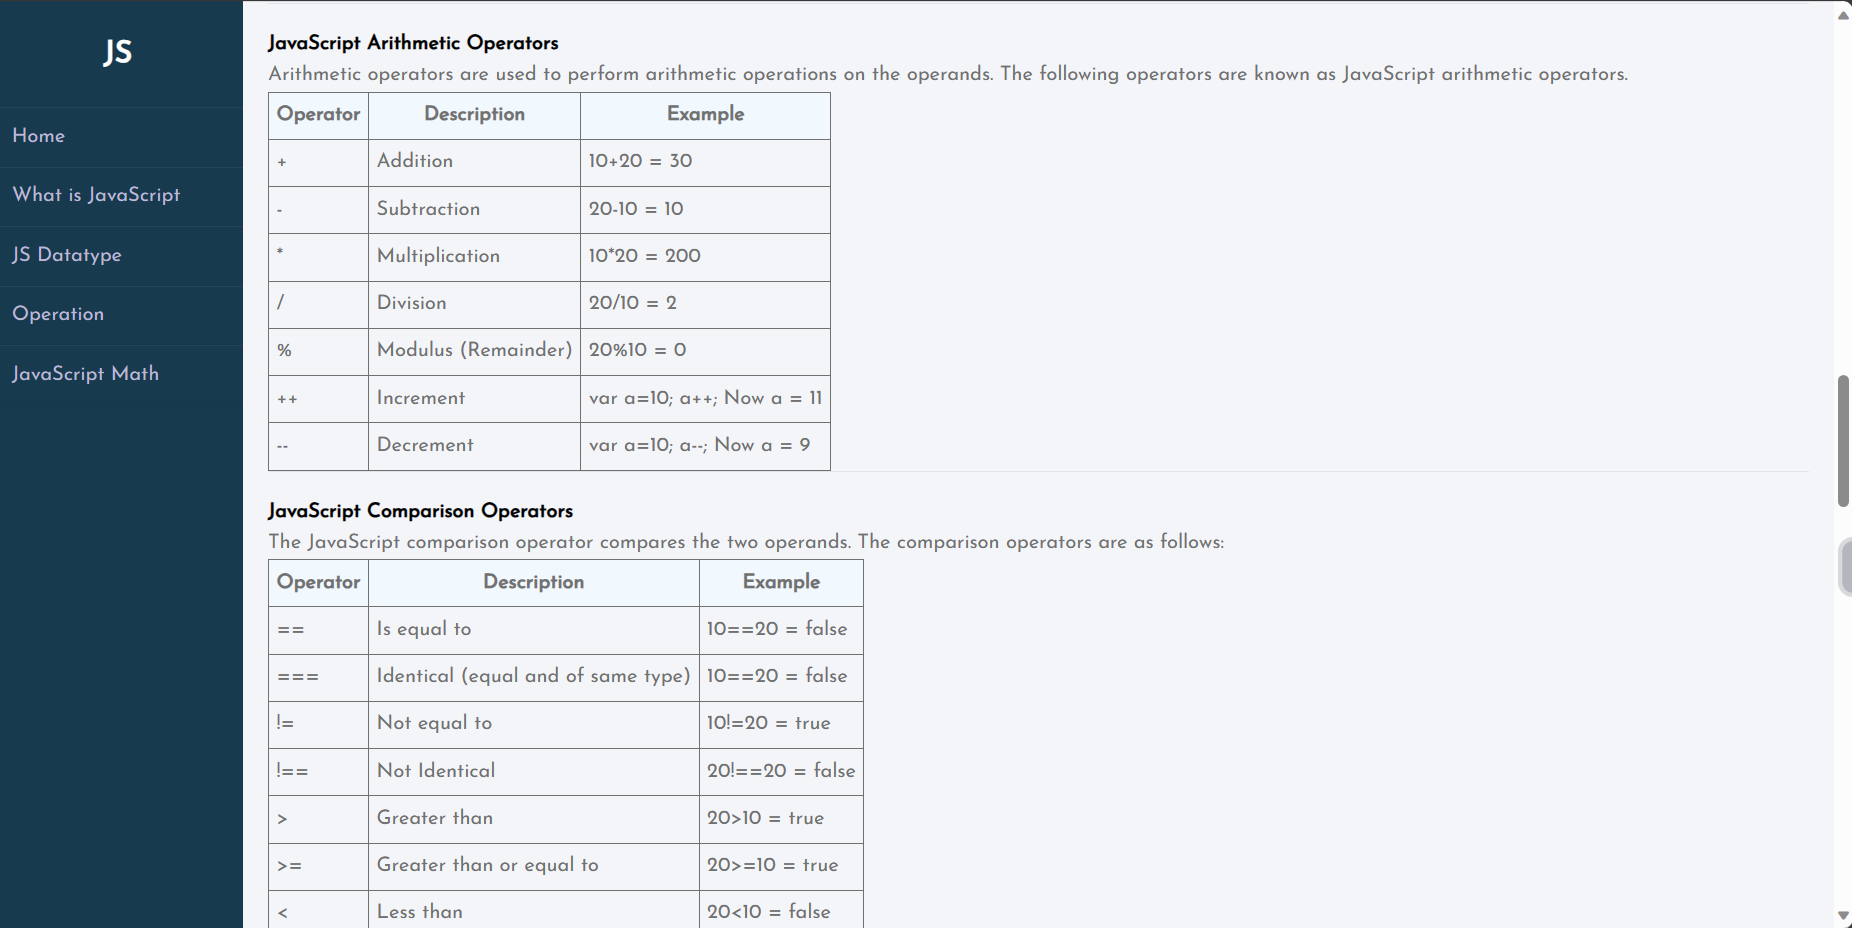 JS
Home
What is JavaScript
JS Datatype
Operation
JavaScript Math
JavaScript Arithmetic Operators
Arithmetic operators are used to perform arithmetic operations on the operands. The following operators are known as JavaScript arithmetic operators.
Operator Description Example
+ Addition 10+20 = 30
- Subtraction 20-10 = 10
* Multiplication 10*20 = 200
/ Division 20/10 = 2
% Modulus (Remainder) 20%10 = 0
++ Increment var a=10; a++; Now a = 11
-- Decrement var a=10; a--; Now a = 9
JavaScript Comparison Operators
The JavaScript comparison operator compares the two operands. The comparison operators are as follows:
Operator Description Example
== Is equal to 10==20 = false
=== Identical (equal and of same type) 10==20 = false
!= Not equal to 10!=20 = true
!== Not Identical 20!==20 = false
> Greater than 20>10 = true
>= Greater than or equal to 20>=10 = true
< Less than 20<10 = false